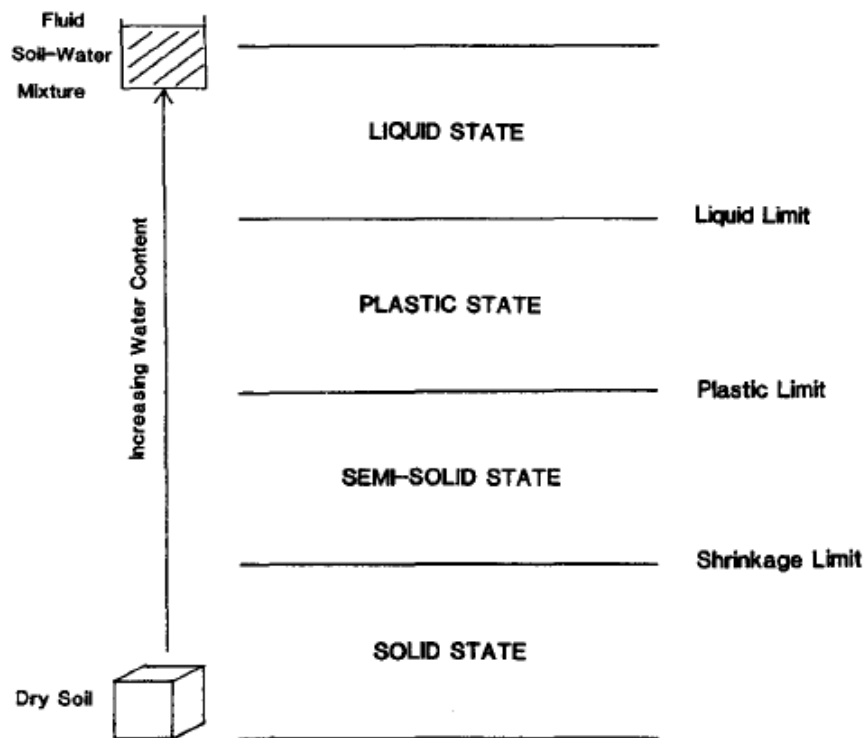 Fluid
Soil-Water
Mixture
LIQUID STATE
Liquid Limit
Increasing Water Content
PLASTIC STATE
Plastic Limit
SEMI-SOLID STATE
Shrinkage Limit
SOLID STATE
Dry Soil